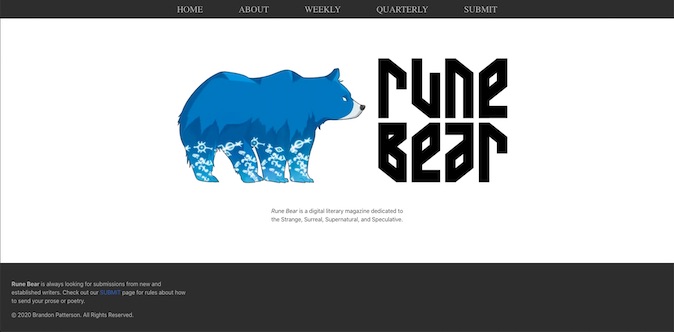 HOME ABOUT WEEKLY QUARTERLY SUBMIT
rune
Bear
Rune Bear is a digital literary magazine dedicated to
the Strange, Surreal, Supernatural, and Speculative.
Rune Bear is always looking for submissions from new and
established writers. Check out our SUBMIT page for rules about how
to send your prose or poetry.
© 2020 Brandon Patterson. All Rights Reserved.